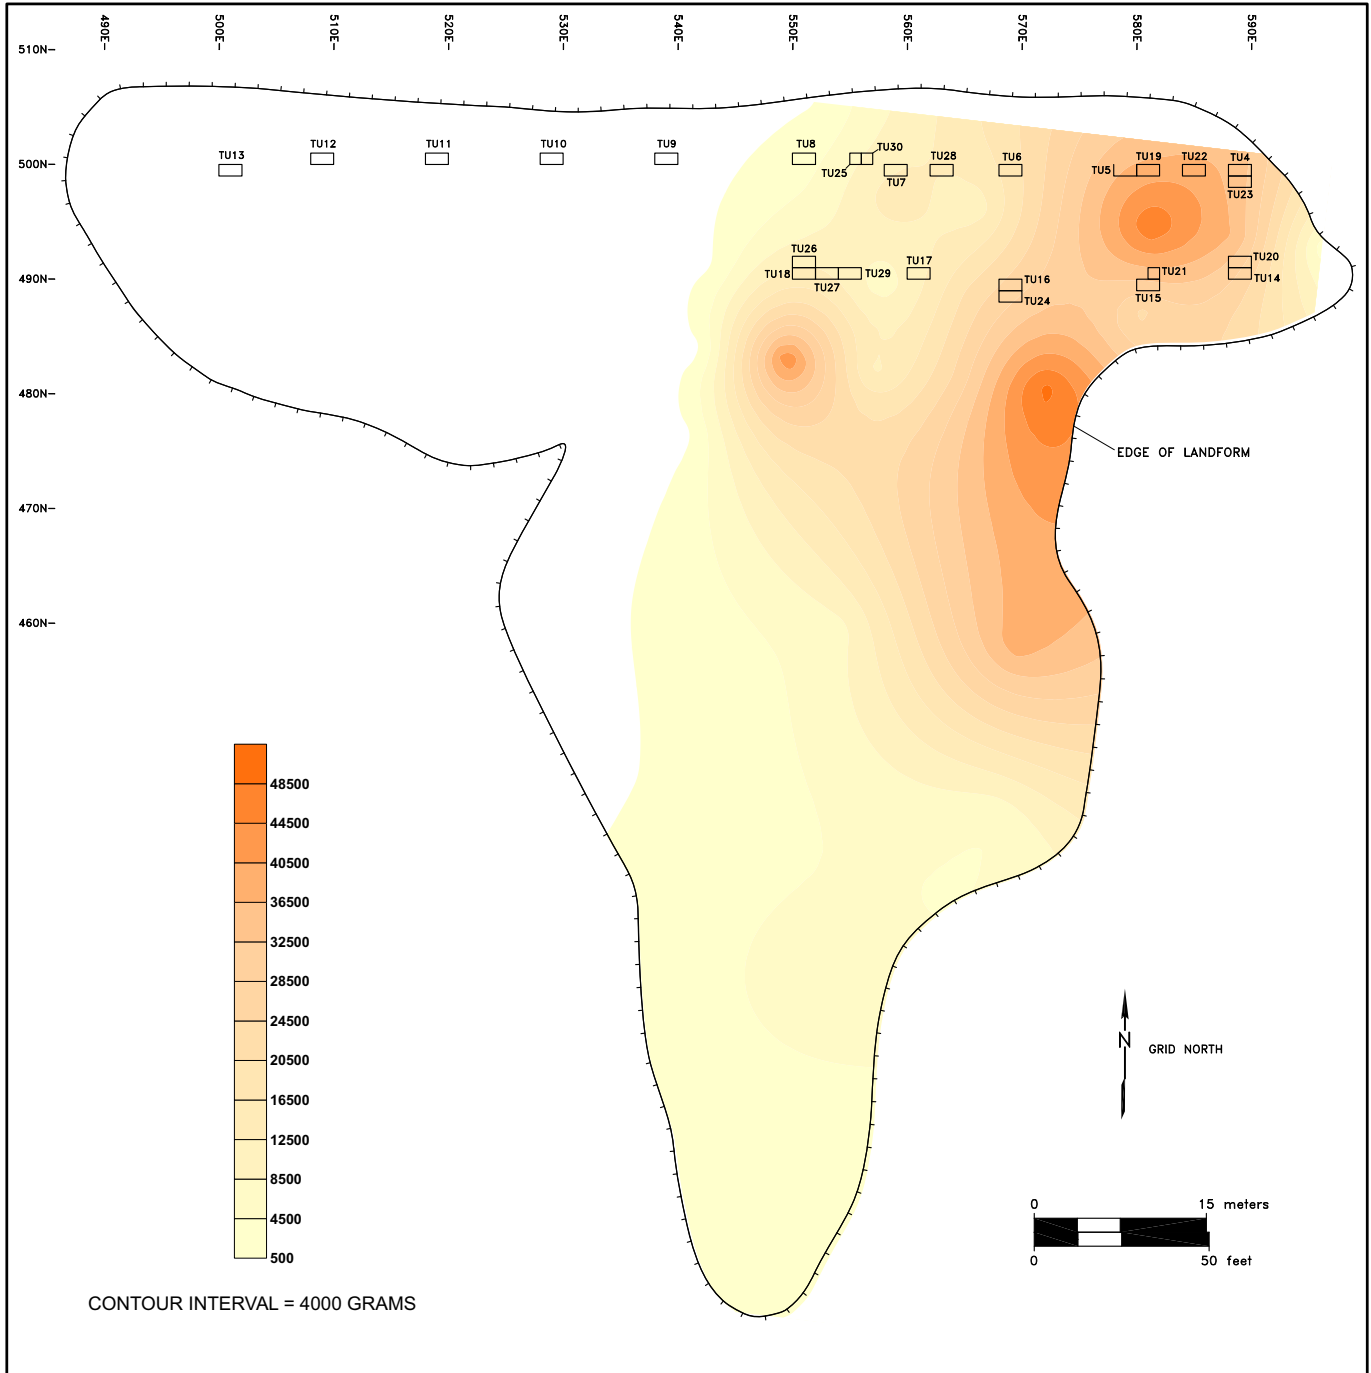 490E 500E 510E 520E 530E 540E 550E 560E 570E 580E 590E
510N
500N
490N
480N
470N
460N
TU13
TU12
TU11
TU10
TU9
TU8
TU30
TU25
TU7
TU28
TU6
TU5
TU19
TU22
TU4
TU23
TU26
TU18
TU27
TU29
TU17
TU16
TU24
TU21
TU15
TU20
TU14
EDGE OF LANDFORM
48500
44500
40500
36500
32500
28500
24500
20500
16500
12500
8500
4500
500
CONTOUR INTERVAL = 4000 GRAMS
N
GRID NORTH
0 15 meters
0 50 feet